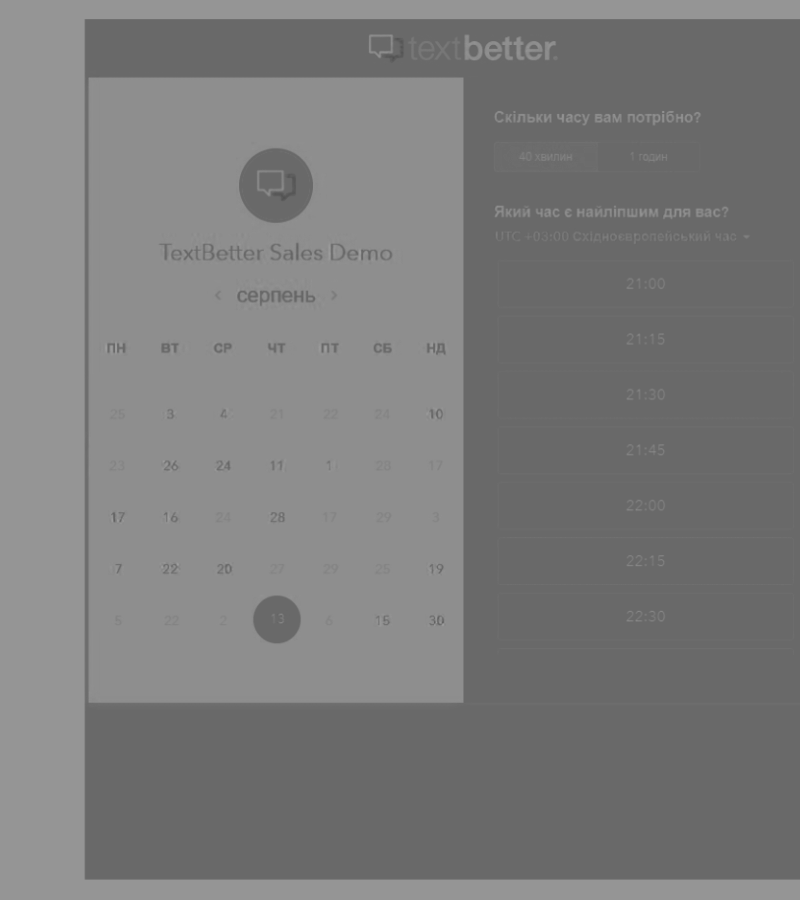 textbetter.
TextBetter Sales Demo
‹ серпень ›
ПН ВТ СР ЧТ ПТ СБ НД
25 3 4 21 22 24 10
23 26 24 11 1 28 17
17 16 24 28 17 29 3
7 22 20 27 29 25 19
5 22 2 13 6 15 30
Скільки часу вам потрібно?
40 хвилин 1 годин
Який час є найліпшим для вас?
UTC +03:00 Східноєвропейський час
21:00
21:15
21:30
21:45
22:00
22:15
22:30